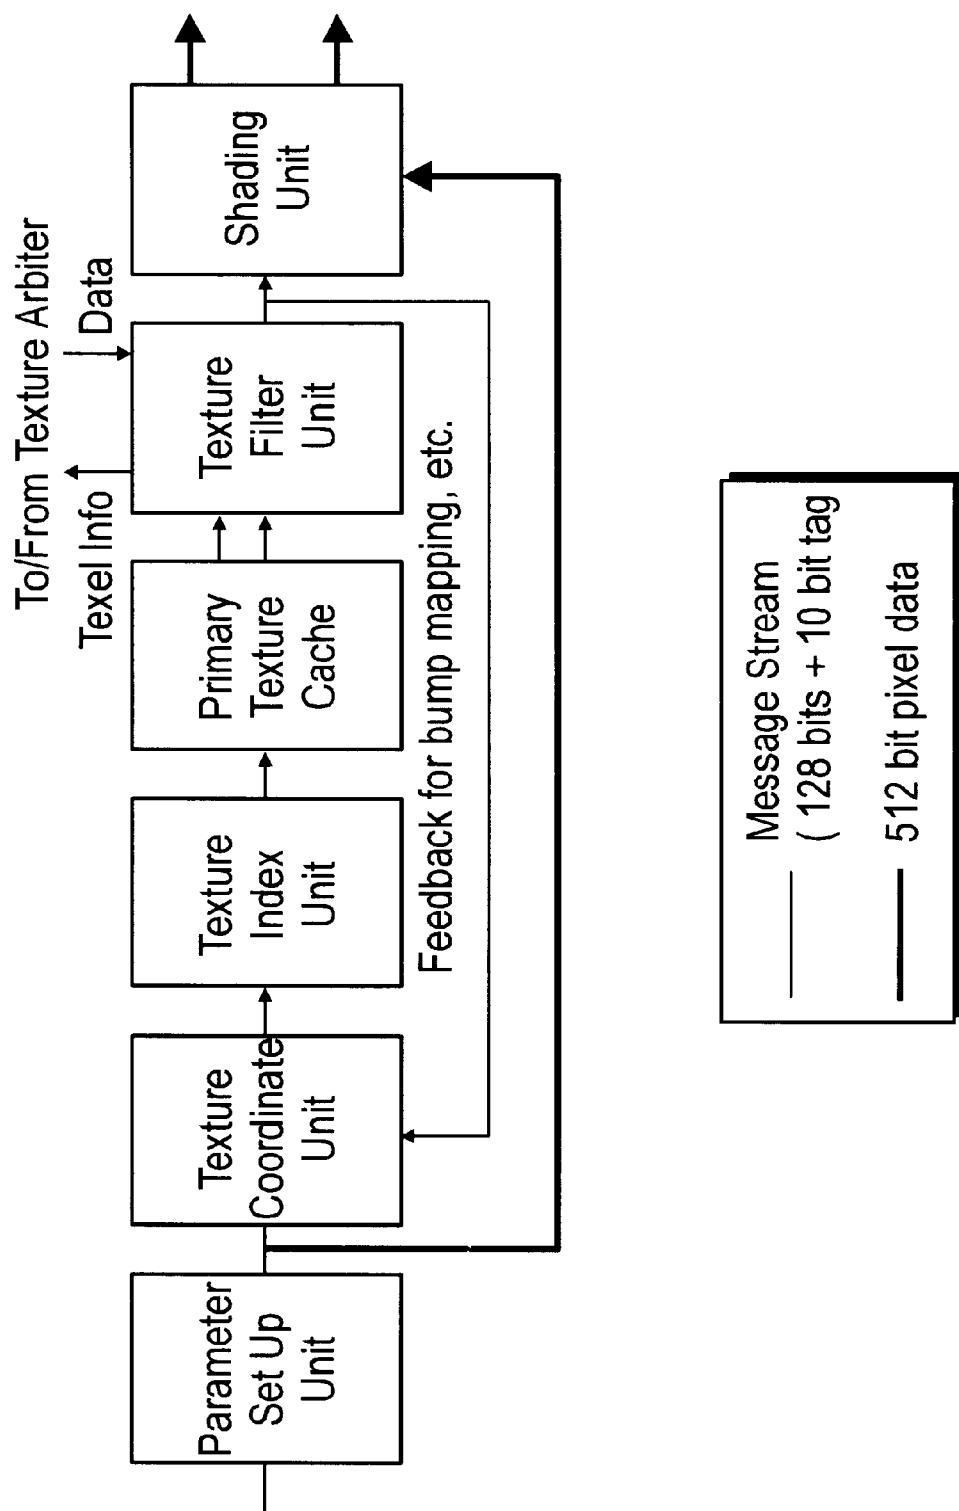 To/From Texture Arbiter
Texel Info
Data
Parameter
Set Up
Unit
Texture
Coordinate
Unit
Texture
Index
Unit
Primary
Texture
Cache
Texture
Filter
Unit
Shading
Unit
Feedback for bump mapping, etc.
Message Stream
( 128 bits + 10 bit tag
512 bit pixel data